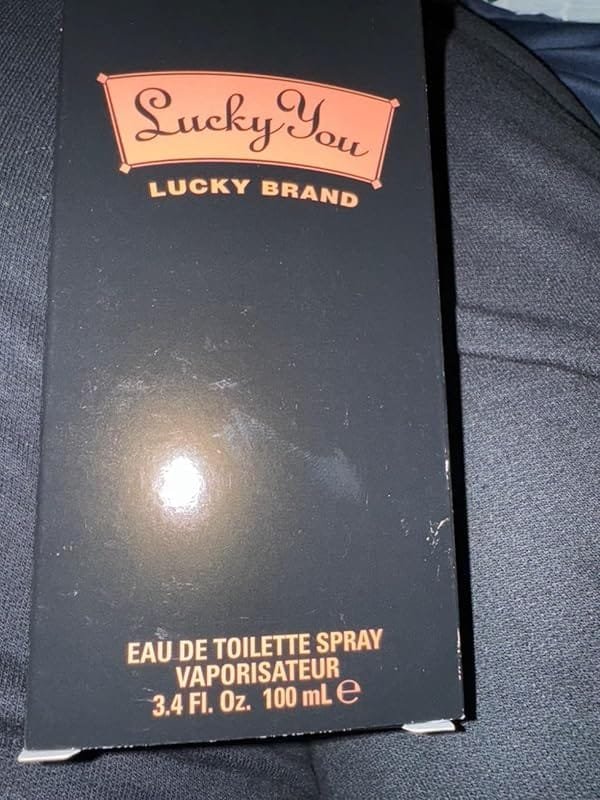 Lucky You
LUCKY BRAND
EAU DE TOILETTE SPRAY
VAPORISATEUR
3.4 Fl. Oz. 100 mL ℮